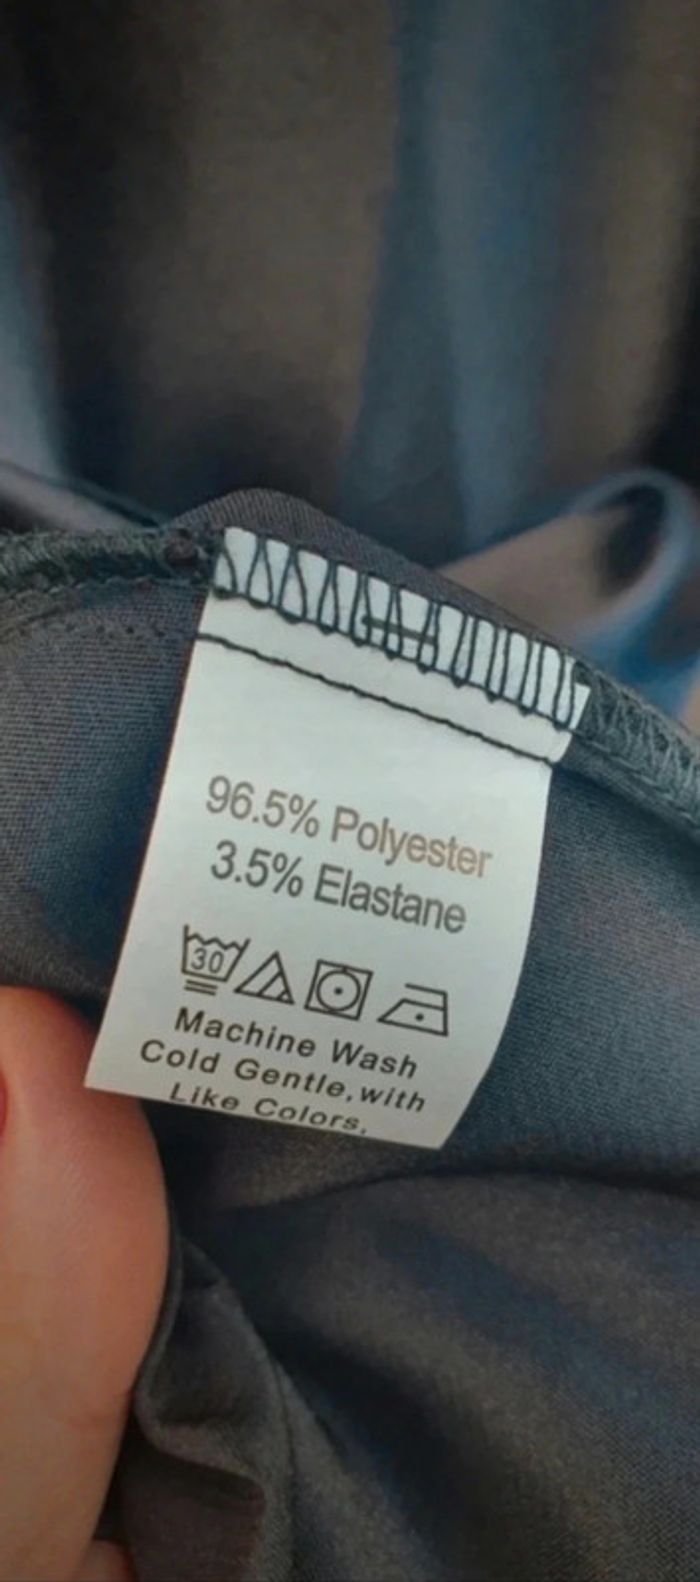 96.5% Polyester
3.5% Elastane
30
Machine Wash
Cold Gentle,with
Like Colors,